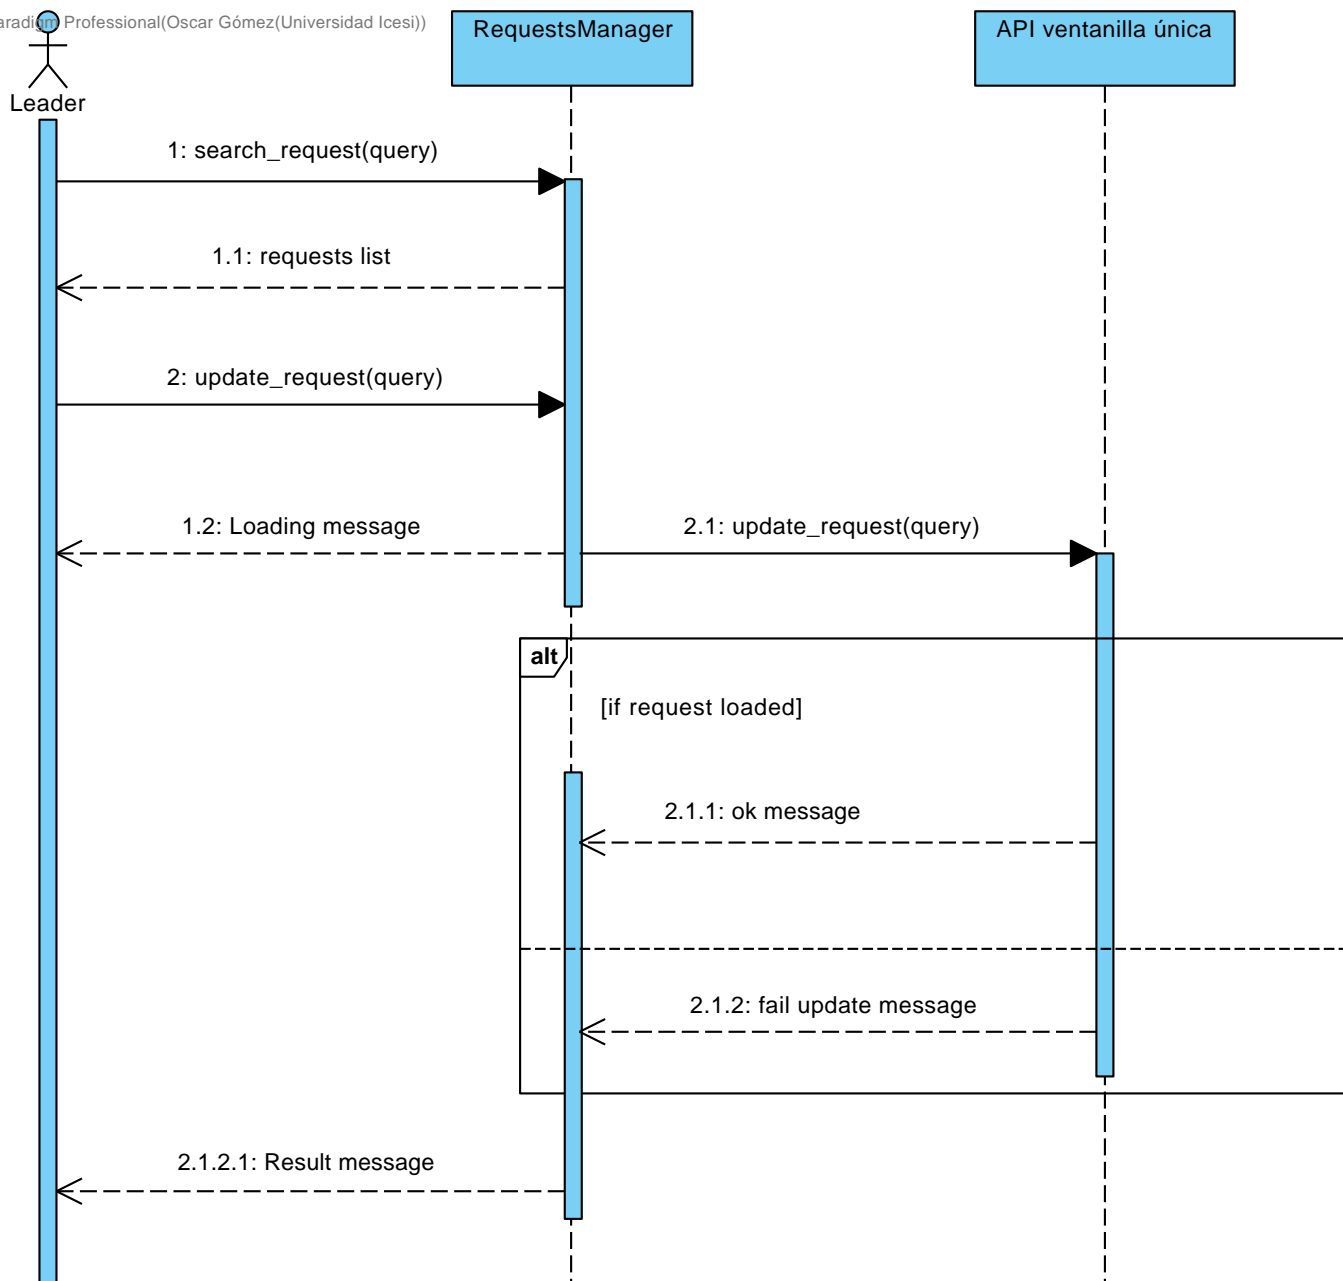 Professional(Oscar Gómez(Universidad Icesi))
RequestsManager
API ventanilla única
Leader
1: search_request(query)
1.1: requests list
2: update_request(query)
1.2: Loading message
2.1: update_request(query)
alt
[if request loaded]
2.1.1: ok message
2.1.2: fail update message
2.1.2.1: Result message